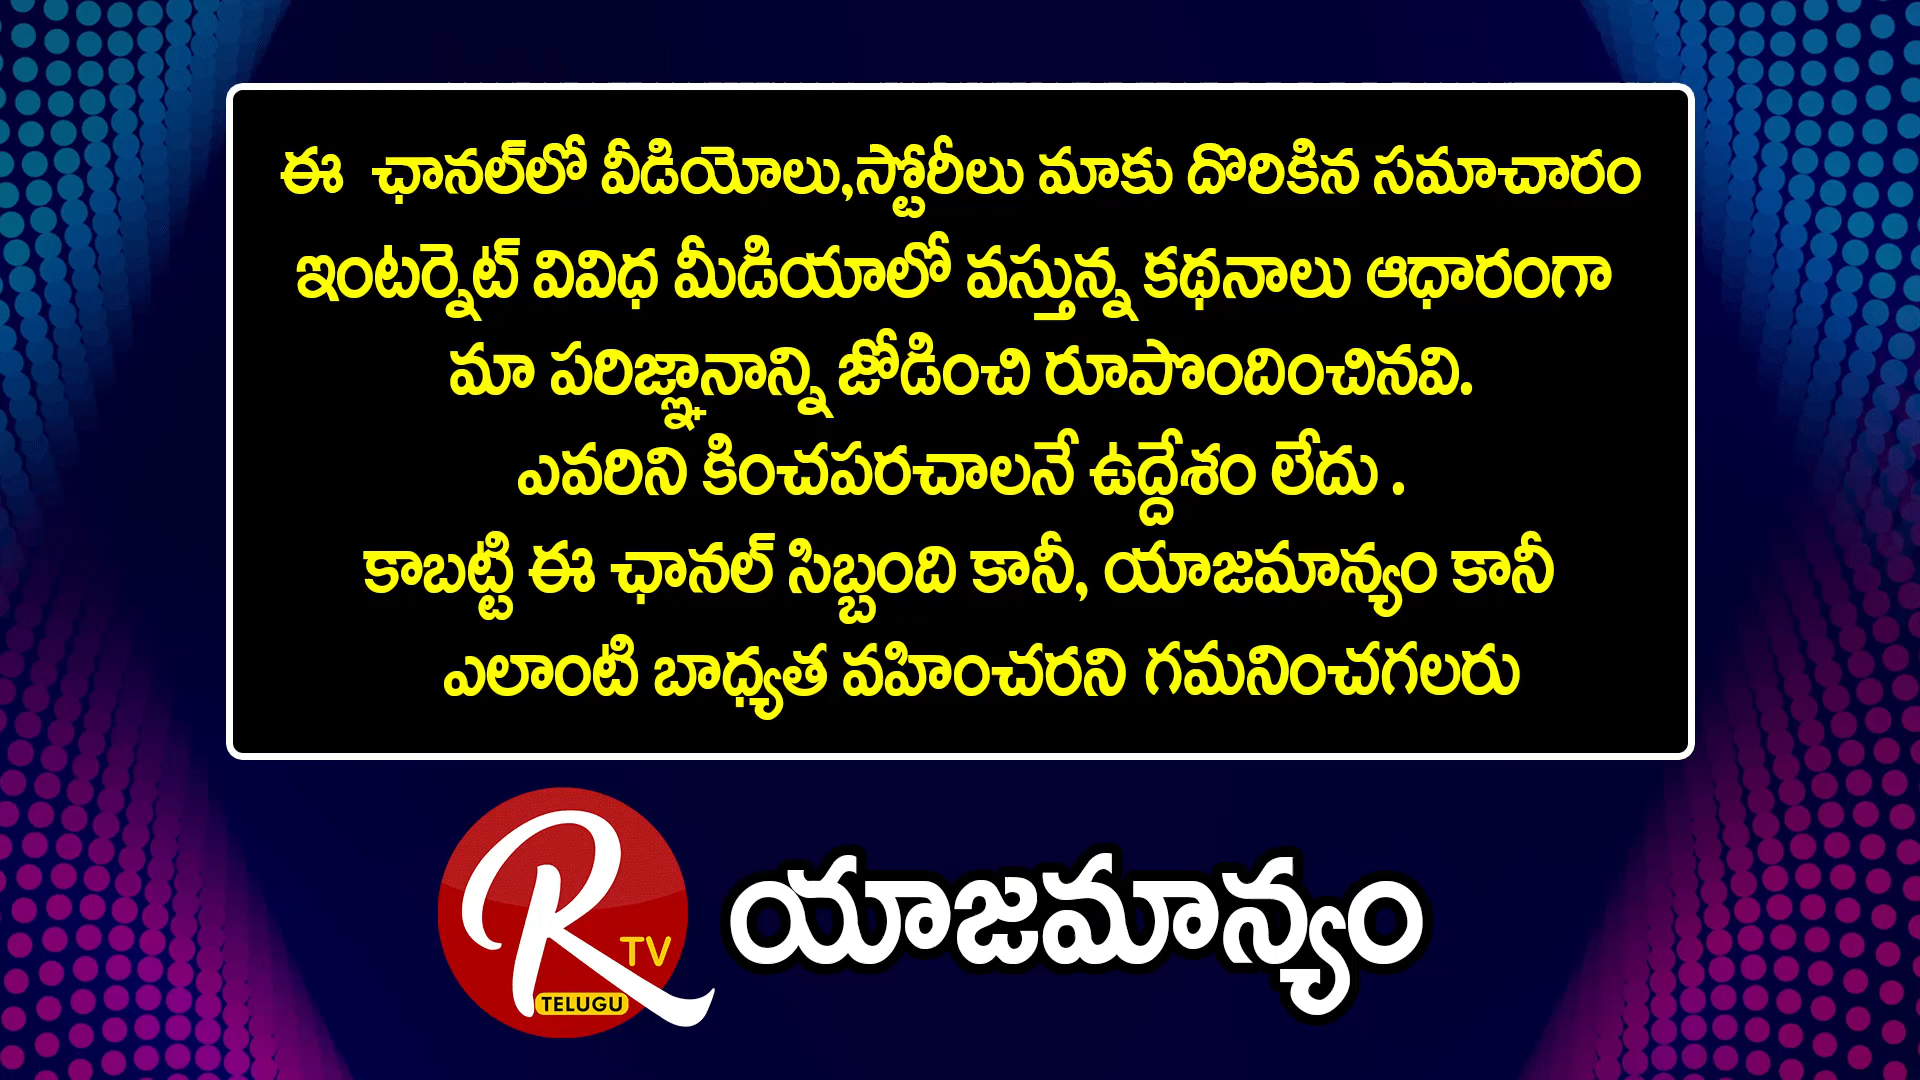 ఈ ఛానల్‌లో వీడియోలు,స్టోరీలు మాకు దొరికిన సమాచారం
ఇంటర్నెట్ వివిధ మీడియాలో వస్తున్న కథనాలు ఆధారంగా
మా పరిజ్ఞానాన్ని జోడించి రూపొందించినవి.
ఎవరిని కించపరచాలనే ఉద్దేశం లేదు .
కాబట్టి ఈ ఛానల్ సిబ్బంది కానీ, యాజమాన్యం కానీ
ఎలాంటి బాధ్యత వహించరని గమనించగలరు
R TV
TELUGU
యాజమాన్యం